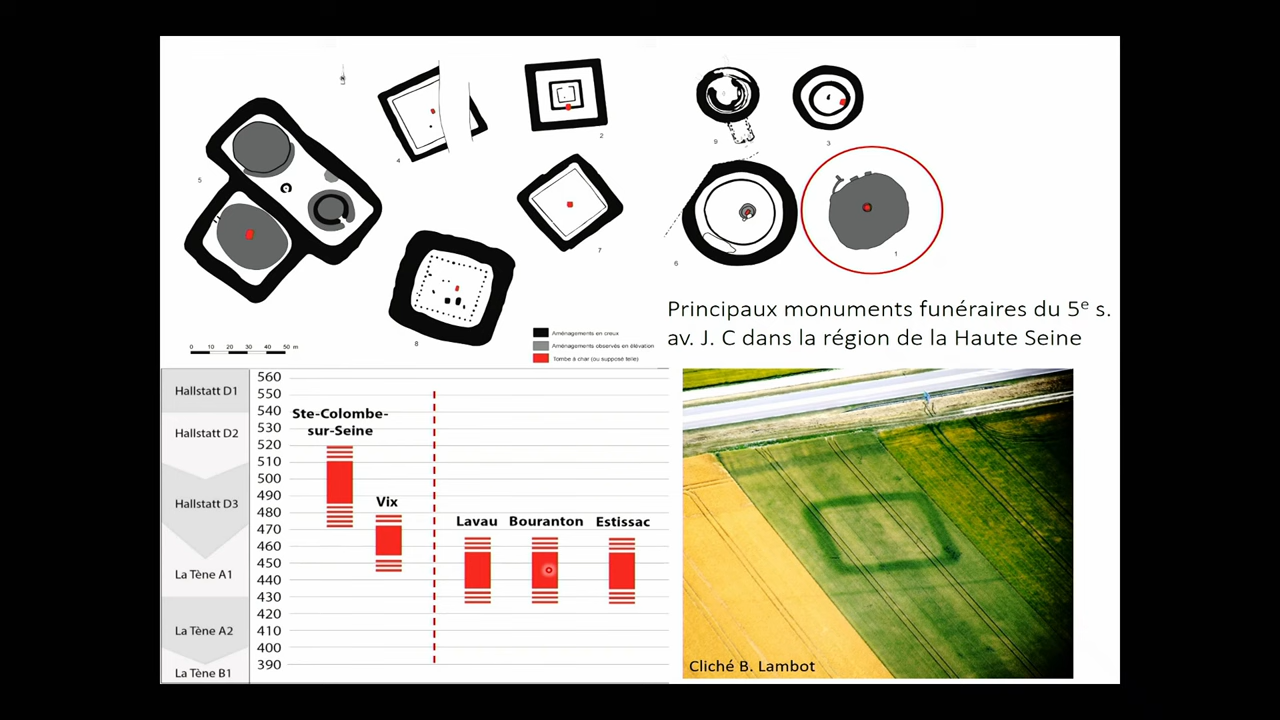 5
4
2
7
8
9
3
6
1
0 10 20 30 40 50 m
Aménagements en creux
Aménagements observés en élévation
Tombe à char (ou supposé telle)
Principaux monuments funéraires du 5e s.
av. J. C dans la région de la Haute Seine
Hallstatt D1
Hallstatt D2
Hallstatt D3
La Tène A1
La Tène A2
La Tène B1
560
550
540
530
520
510
500
490
480
470
460
450
440
430
420
410
400
390
Ste-Colombe-
sur-Seine
Vix
Lavau Bouranton Estissac
Cliché B. Lambot